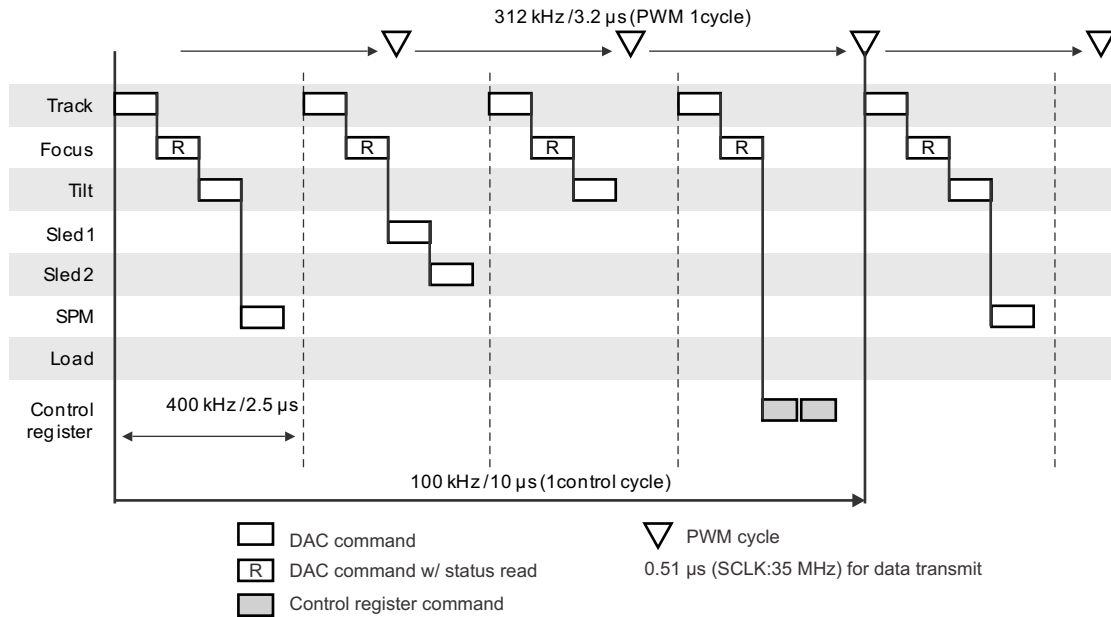 312 kHz/3.2 µs (PWM 1cycle)
Track
Focus
R R R R R
Tilt
Sled1
Sled2
SPM
Load
Control
register
400 kHz/2.5 µs
100 kHz/10 µs (1control cycle)
DAC command
R DAC command w/ status read
Control register command
PWM cycle
0.51 µs (SCLK:35 MHz) for data transmit